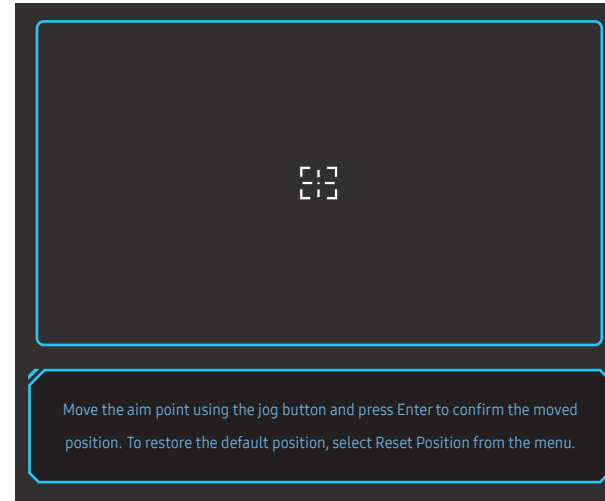 Move the aim point using the jog button and press Enter to confirm the moved
position. To restore the default position, select Reset Position from the menu.